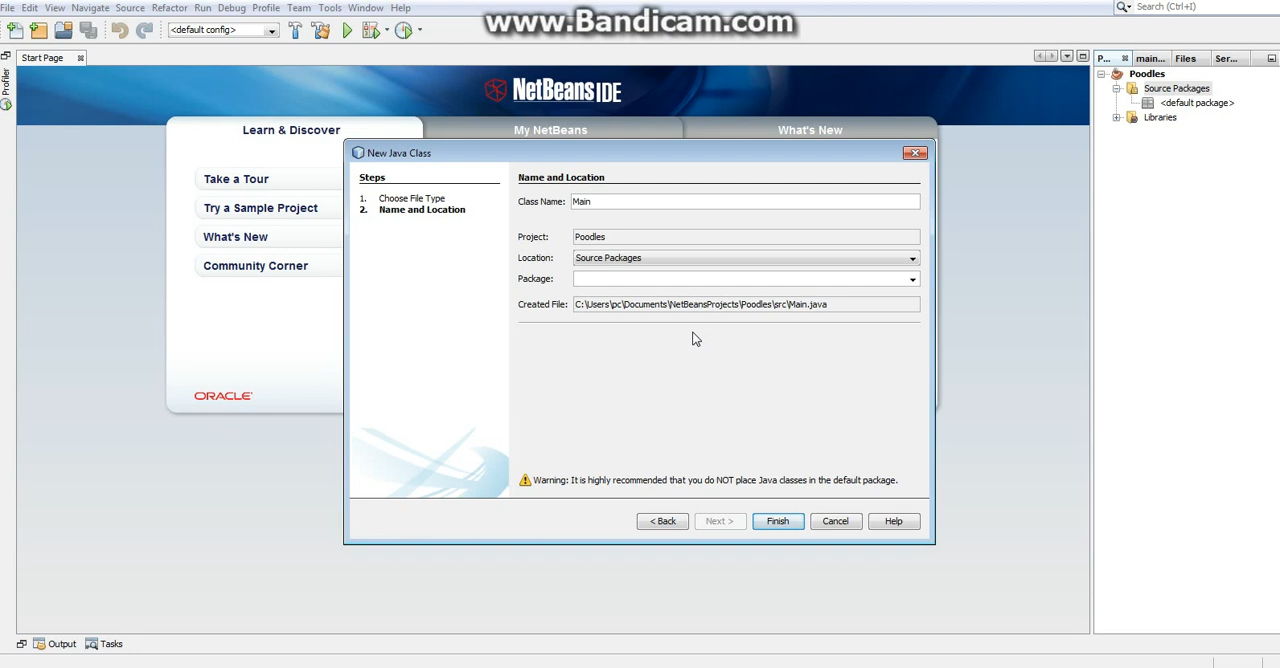 File Edit View Navigate Source Refactor Run Debug Profile Team Tools Window Help
www.Bandicam.com
Search (Ctrl+I)
<default config>
Start Page
P... main... Files Ser...
Profiler
NetBeans IDE
Poodles
Source Packages
<default package>
Libraries
Learn & Discover
My NetBeans
What's New
Take a Tour
Try a Sample Project
What's New
Community Corner
ORACLE
New Java Class
Steps
1. Choose File Type
2. Name and Location
Name and Location
Class Name: Main
Project: Poodles
Location: Source Packages
Package:
Created File: C:\Users\pc\Documents\NetBeansProjects\Poodles\src\Main.java
Warning: It is highly recommended that you do NOT place Java classes in the default package.
< Back Next > Finish Cancel Help
Output Tasks